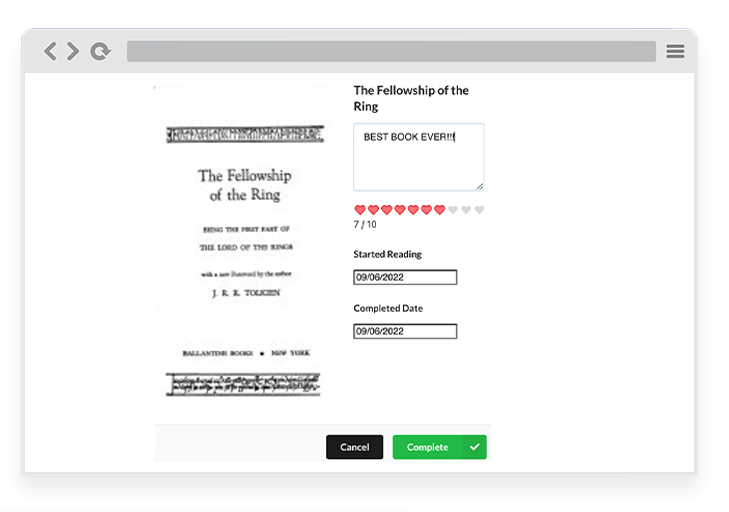 The Fellowship
of the Ring
BEING THE FIRST PART OF
THE LORD OF THE RINGS
with a new Foreword by the author
J. R. R. TOLKIEN
BALLANTINE BOOKS • NEW YORK
The Fellowship of the
Ring
BEST BOOK EVER!!!
7 / 10
Started Reading
09/06/2022
Completed Date
09/06/2022
Cancel
Complete